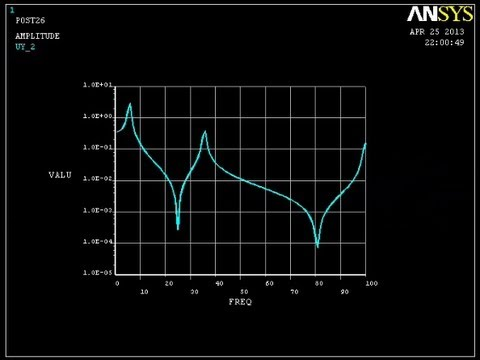 1
POST26
AMPLITUDE
UY_2
ANSYS
APR 25 2013
22:00:49
1.0E+01
1.0E+00
1.0E-01
1.0E-02
1.0E-03
1.0E-04
1.0E-05
VALU
0 20 40 60 80 100
10 30 50 70 90
FREQ